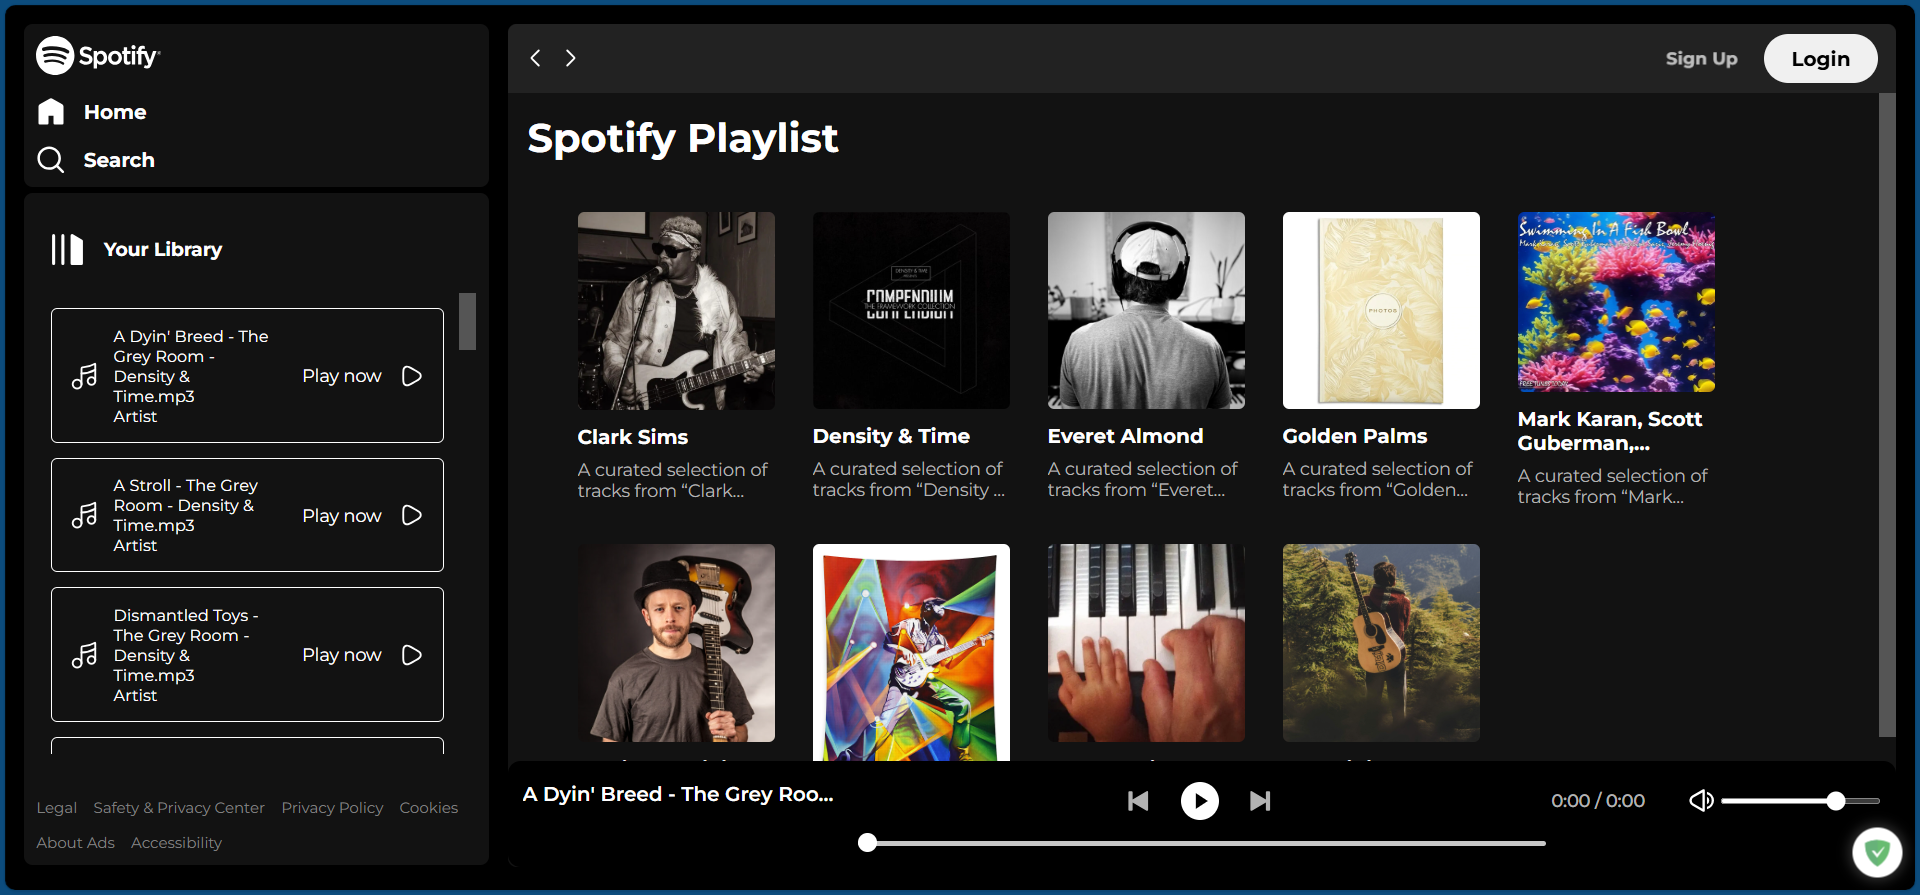 Spotify
Home
Search
Your Library
A Dyin' Breed - The
Grey Room -
Density &
Time.mp3
Artist
Play now
A Stroll - The Grey
Room - Density &
Time.mp3
Artist
Play now
Dismantled Toys -
The Grey Room -
Density &
Time.mp3
Artist
Play now
Legal Safety & Privacy Center Privacy Policy Cookies
About Ads Accessibility
Sign Up
Login
Spotify Playlist
DENSITY & TIME
COMPENDIUM
THE FRAMEWORK COLLECTION
PHOTOS
Swimming In A Fish Bowl
Clark Sims
A curated selection of
tracks from “Clark...
Density & Time
A curated selection of
tracks from “Density ...
Everet Almond
A curated selection of
tracks from “Everet...
Golden Palms
A curated selection of
tracks from “Golden...
Mark Karan, Scott
Guberman,...
A curated selection of
tracks from “Mark...
A Dyin' Breed - The Grey Roo...
0:00 / 0:00